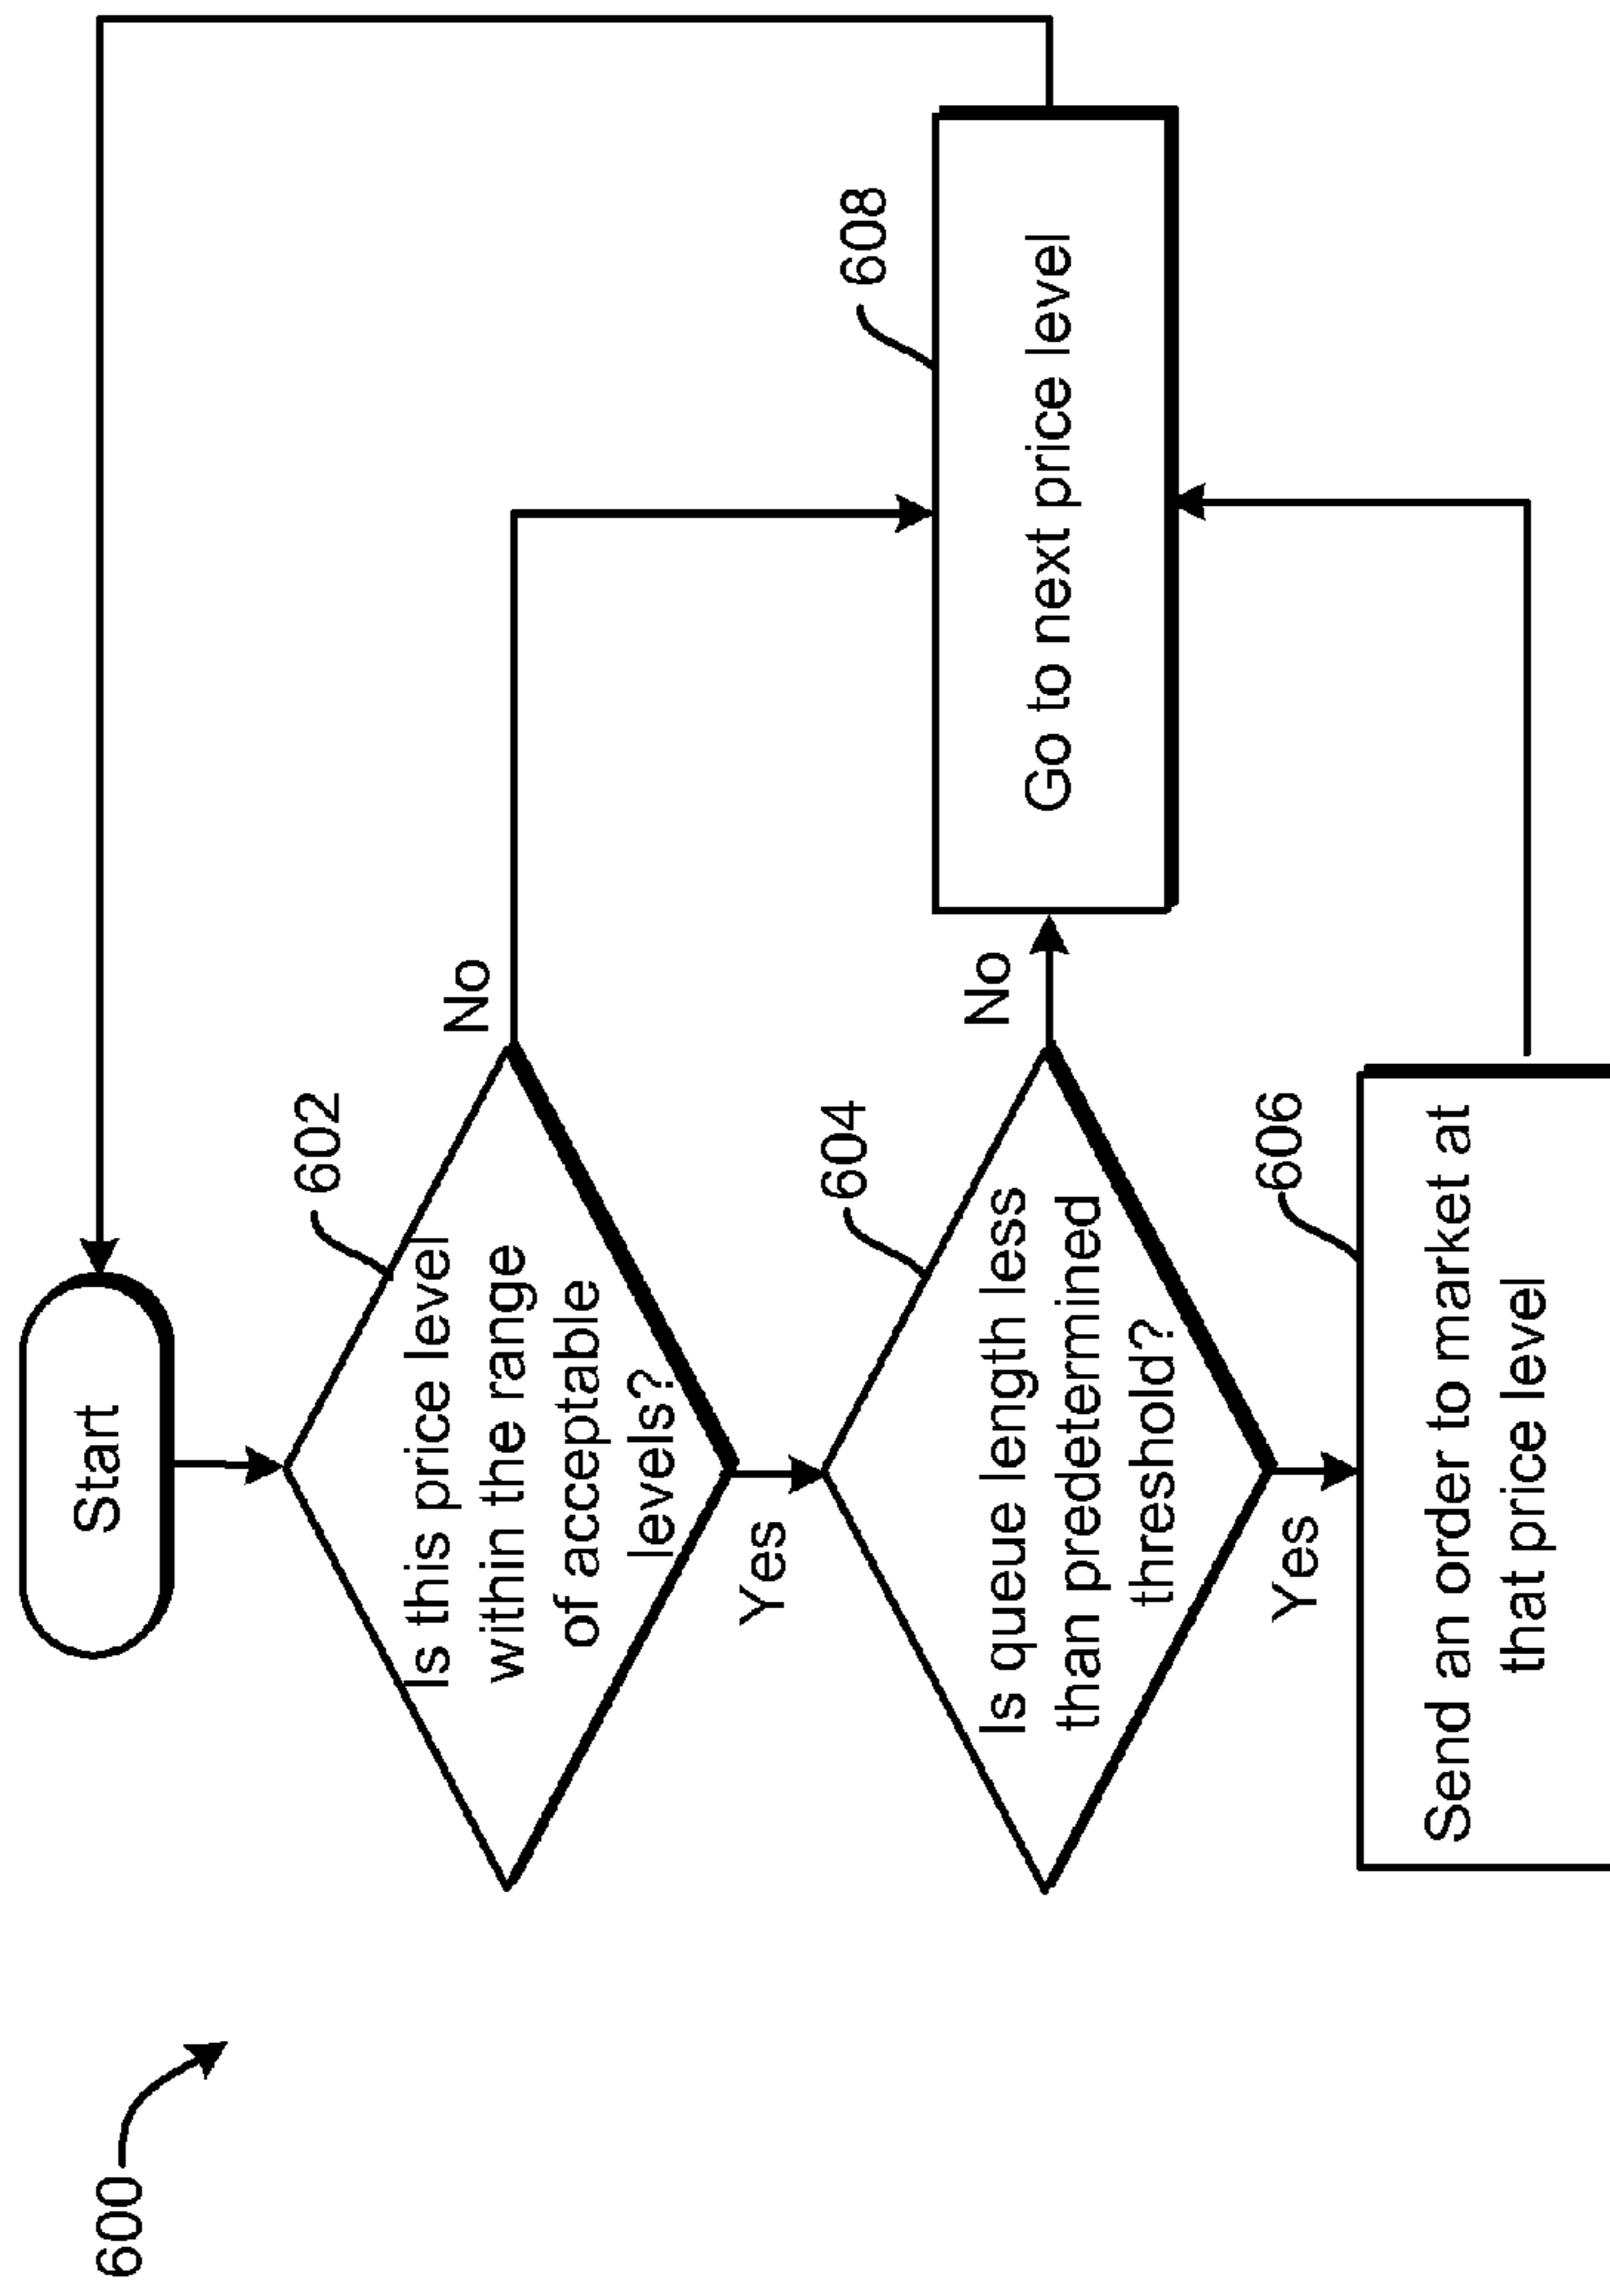 600
Start
602
Is this price level
within the range
of acceptable
levels?
No
Yes
604
Is queue length less
than predetermined
threshold?
No
608
Go to next price level
Yes
606
Send an order to market at
that price level